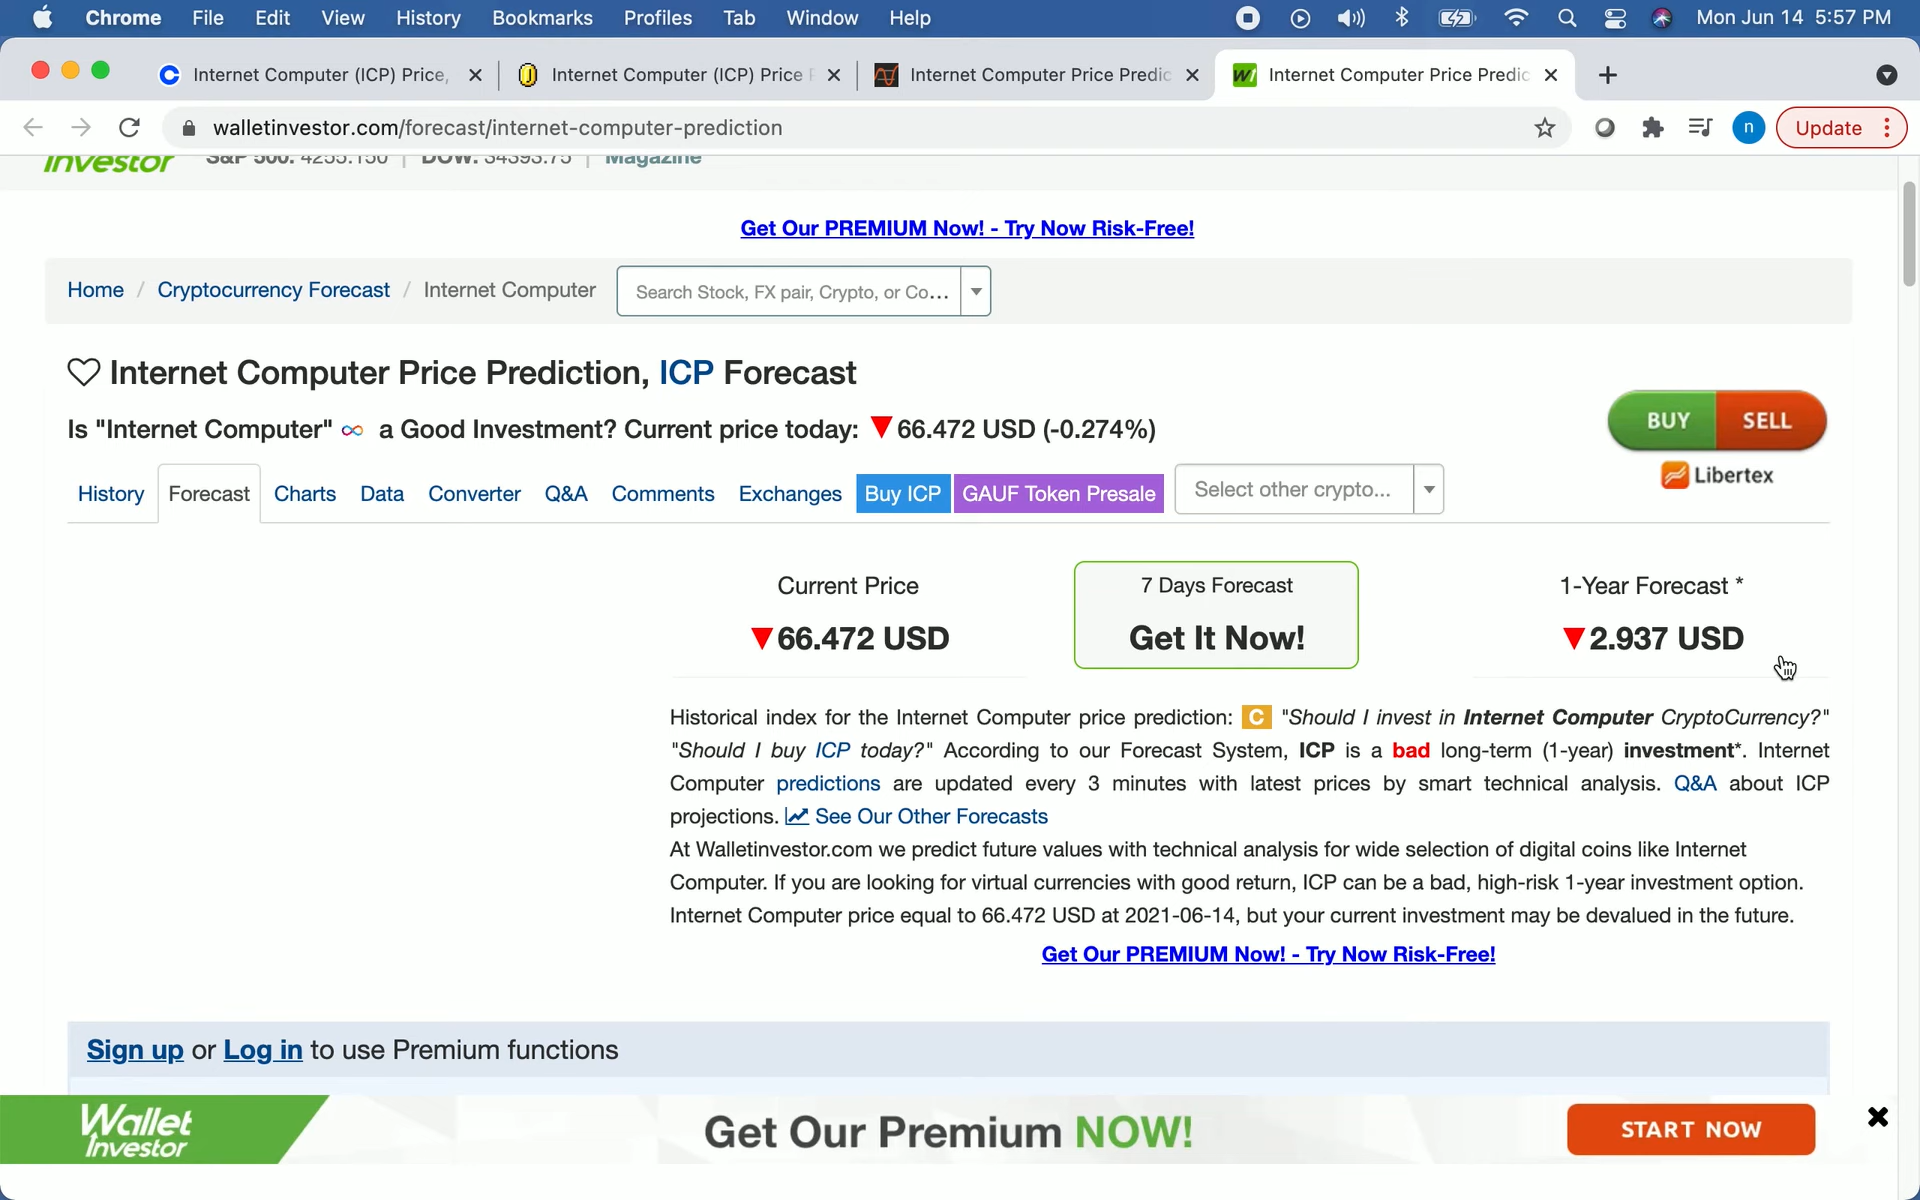 Chrome File Edit View History Bookmarks Profiles Tab Window Help Mon Jun 14 5:57 PM
Internet Computer (ICP) Price, Internet Computer (ICP) Price Internet Computer Price Predic Internet Computer Price Predic
walletinvestor.com/forecast/internet-computer-prediction n Update
Investor S&P 500: 4255.150 | DOW: 34393.75 | Magazine
Get Our PREMIUM Now! - Try Now Risk-Free!
Home / Cryptocurrency Forecast / Internet Computer Search Stock, FX pair, Crypto, or Co...
Internet Computer Price Prediction, ICP Forecast
Is "Internet Computer" a Good Investment? Current price today: ▼66.472 USD (-0.274%)
BUY SELL
Libertex
History Forecast Charts Data Converter Q&A Comments Exchanges Buy ICP GAUF Token Presale Select other crypto...
Current Price 7 Days Forecast 1-Year Forecast *
▼66.472 USD Get It Now! ▼2.937 USD
Historical index for the Internet Computer price prediction: C "Should I invest in Internet Computer CryptoCurrency?"
"Should I buy ICP today?" According to our Forecast System, ICP is a bad long-term (1-year) investment*. Internet
Computer predictions are updated every 3 minutes with latest prices by smart technical analysis. Q&A about ICP
projections. See Our Other Forecasts
At Walletinvestor.com we predict future values with technical analysis for wide selection of digital coins like Internet
Computer. If you are looking for virtual currencies with good return, ICP can be a bad, high-risk 1-year investment option.
Internet Computer price equal to 66.472 USD at 2021-06-14, but your current investment may be devalued in the future.
Get Our PREMIUM Now! - Try Now Risk-Free!
Sign up or Log in to use Premium functions
Wallet
Investor
Get Our Premium NOW!
START NOW